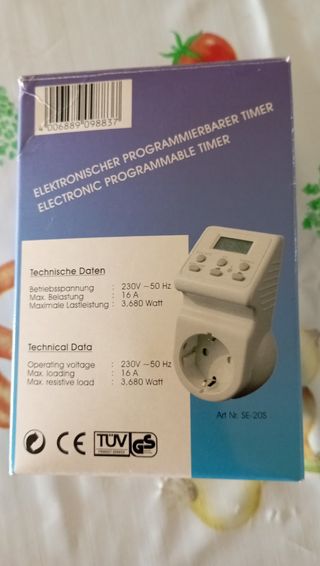 4 006889 098837
ELEKTRONISCHER PROGRAMMIERBARER TIMER
ELECTRONIC PROGRAMMABLE TIMER
Technische Daten
Betriebsspannung : 230V ~50 Hz
Max. Belastung : 16 A
Maximale Lastleistung : 3,680 Watt
Technical Data
Operating voltage : 230V ~50 Hz
Max. loading : 16 A
Max. resistive load : 3,680 Watt
Art Nr. SE-20S
CE
TÜV
GS